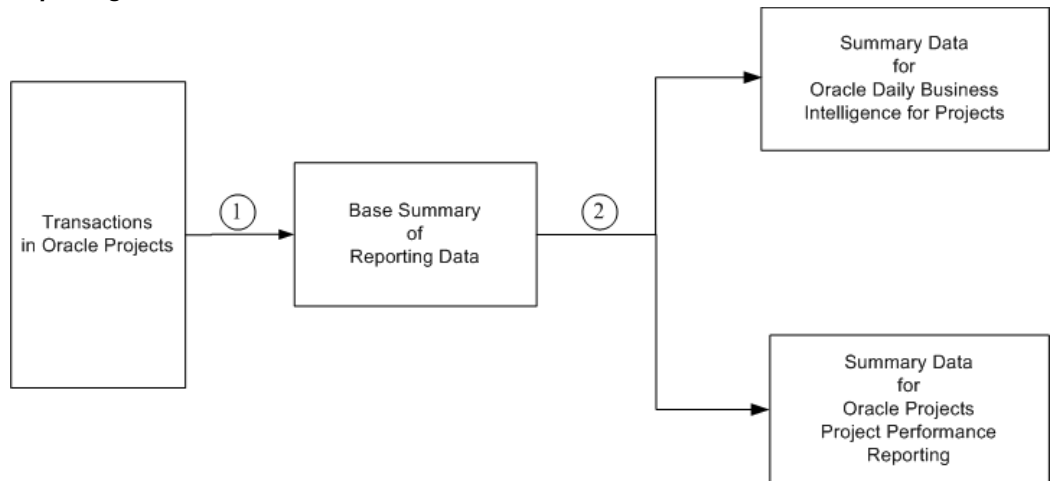 Transactions
in Oracle Projects
1
Base Summary
of
Reporting Data
2
Summary Data
for
Oracle Daily Business
Intelligence for Projects
Summary Data
for
Oracle Projects
Project Performance
Reporting